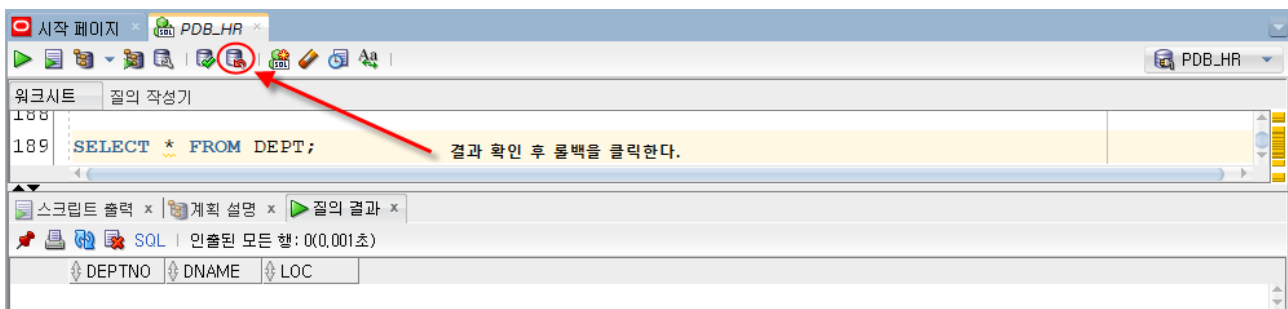 시작 페이지
PDB_HR
PDB_HR
워크시트 질의 작성기
188
189 SELECT * FROM DEPT;
결과 확인 후 롤백을 클릭한다.
스크립트 출력 x 계획 설명 x 질의 결과 x
SQL | 인출된 모든 행: 0(0,001초)
DEPTNO DNAME LOC